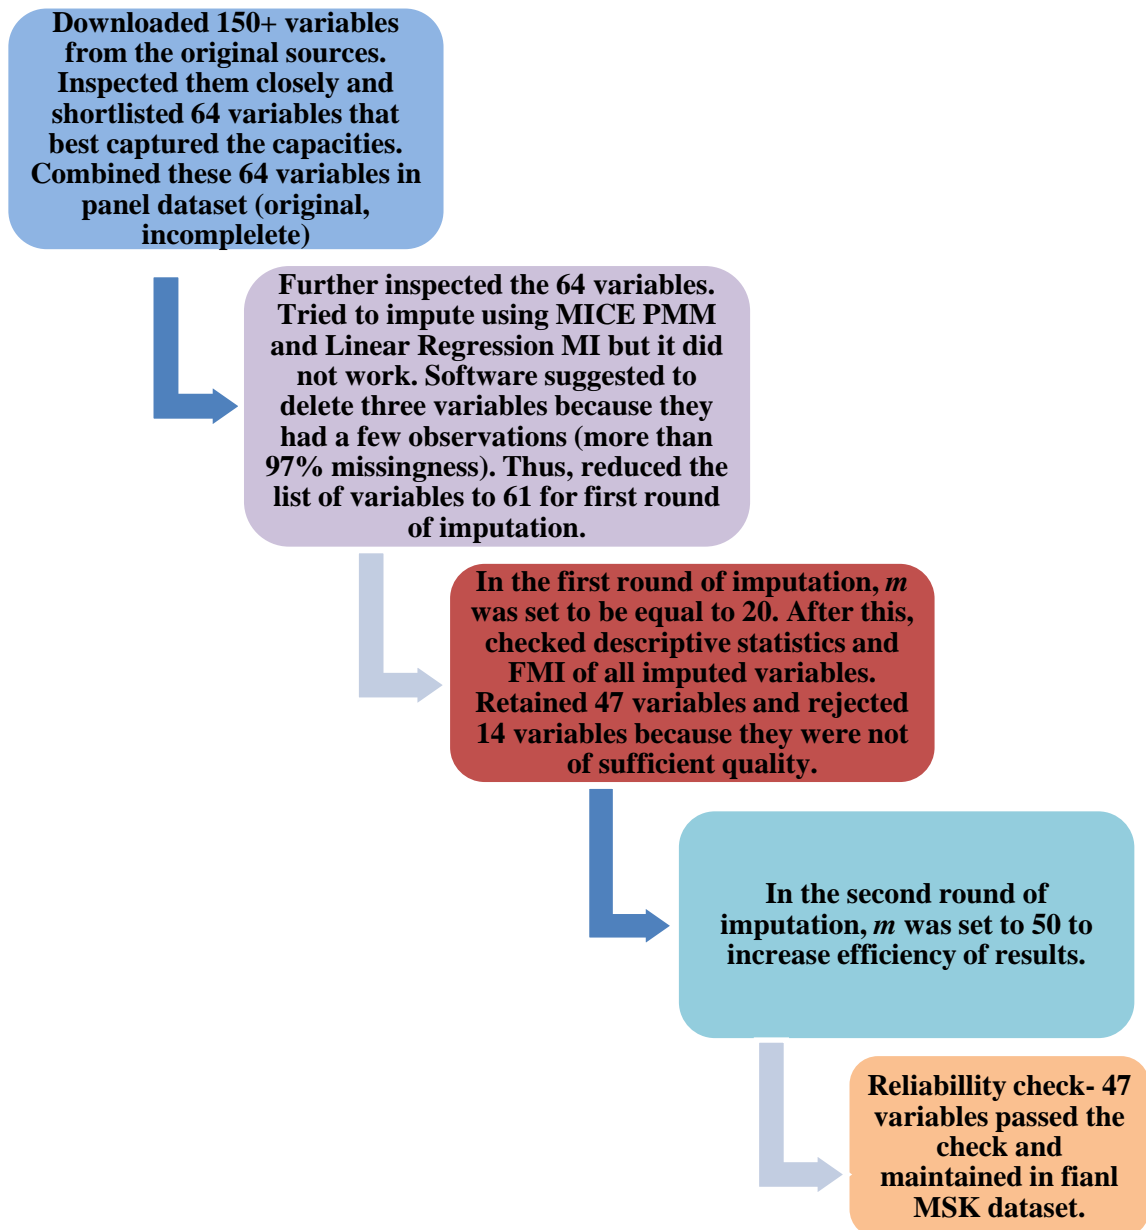 Downloaded 150+ variables
from the original sources.
Inspected them closely and
shortlisted 64 variables that
best captured the capacities.
Combined these 64 variables in
panel dataset (original,
incomplelete)
Further inspected the 64 variables.
Tried to impute using MICE PMM
and Linear Regression MI but it did
not work. Software suggested to
delete three variables because they
had a few observations (more than
97% missingness). Thus, reduced the
list of variables to 61 for first round
of imputation.
In the first round of imputation, m
was set to be equal to 20. After this,
checked descriptive statistics and
FMI of all imputed variables.
Retained 47 variables and rejected
14 variables because they were not
of sufficient quality.
In the second round of
imputation, m was set to 50 to
increase efficiency of results.
Reliabillity check- 47
variables passed the
check and
maintained in fianl
MSK dataset.